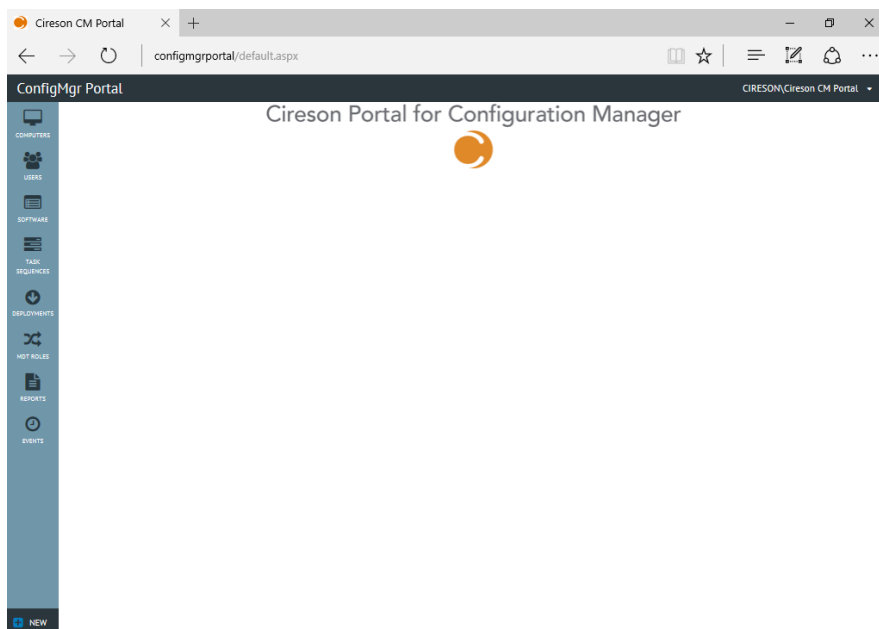 Cireson CM Portal
configmgrportal/default.aspx
ConfigMgr Portal
CIRESON\Cireson CM Portal
Cireson Portal for Configuration Manager
COMPUTERS
USERS
SOFTWARE
TASK
SEQUENCES
DEPLOYMENTS
MDT ROLES
REPORTS
EVENTS
NEW